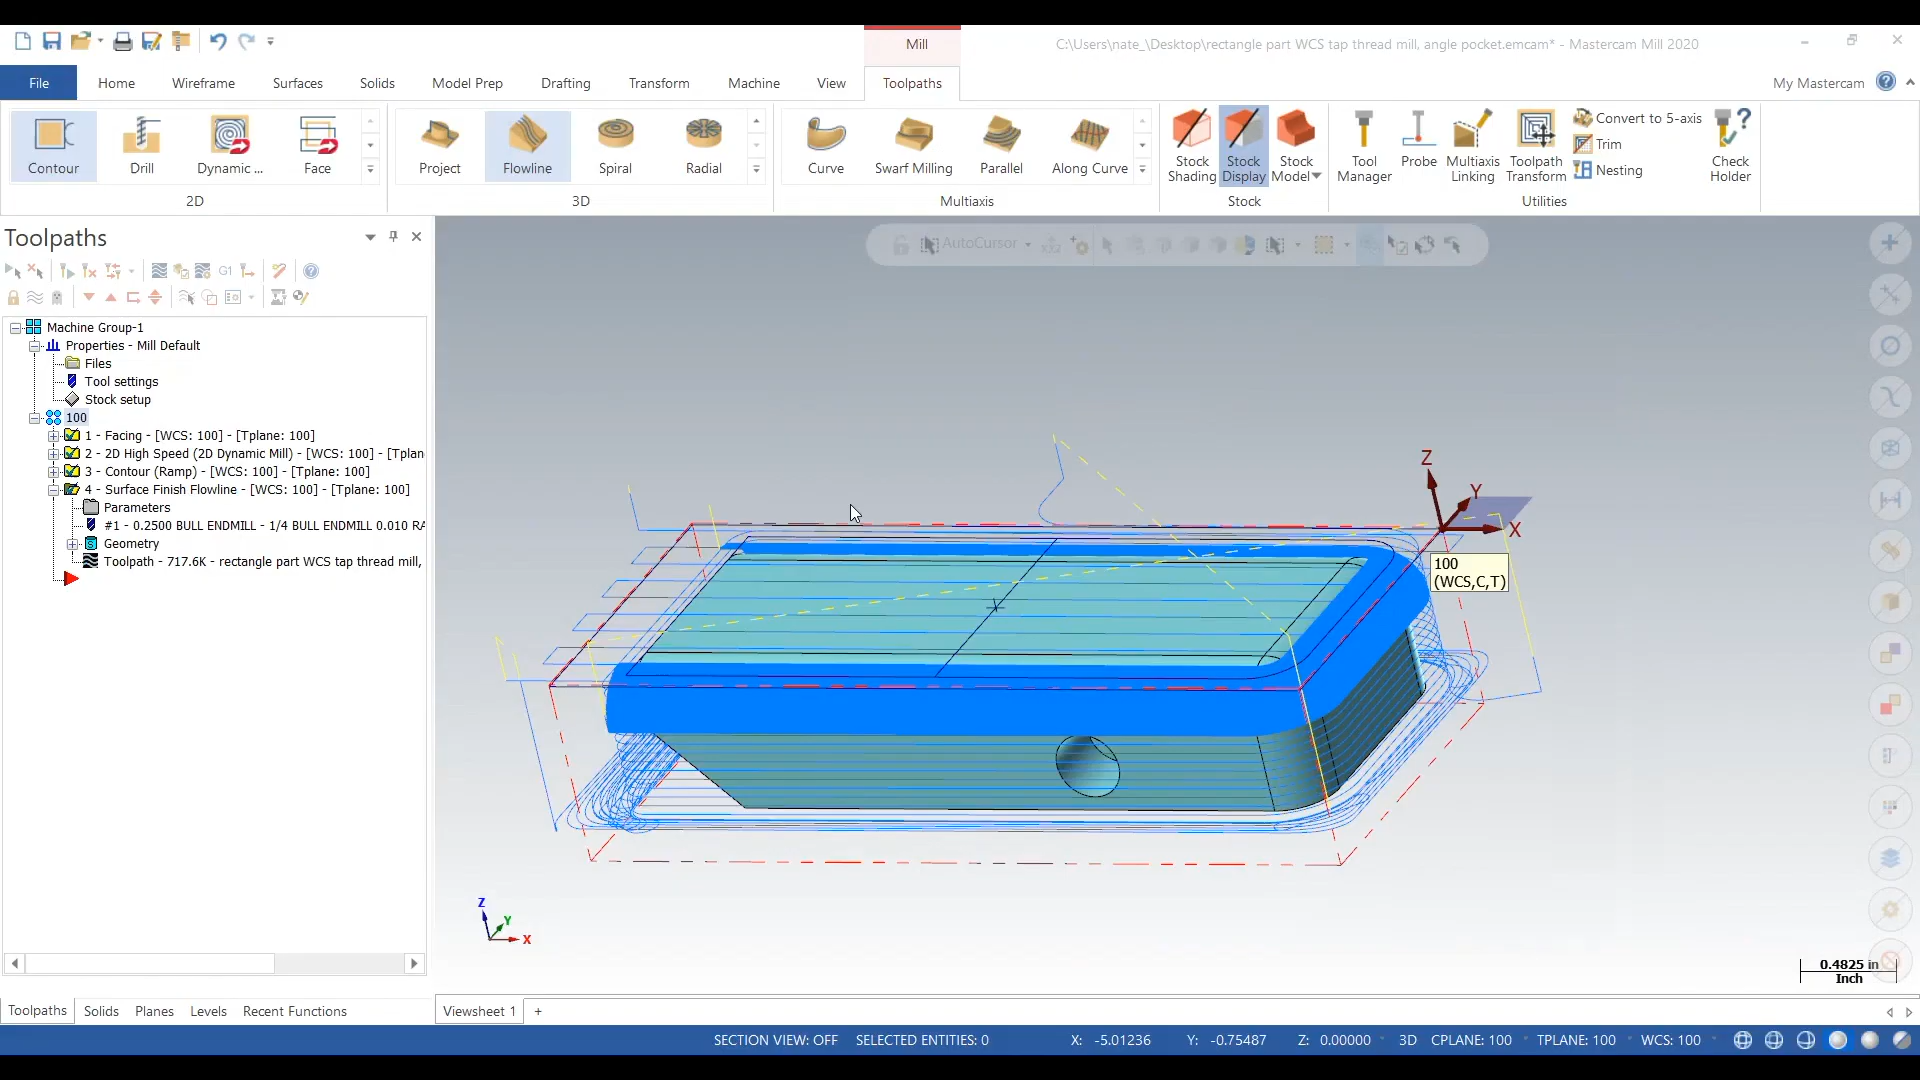 Mill
C:\Users\nate_\Desktop\rectangle part WCS tap thread mill, angle pocket.emcam* - Mastercam Mill 2020
File
Home
Wireframe
Surfaces
Solids
Model Prep
Drafting
Transform
Machine
View
Toolpaths
My Mastercam
Contour
Drill
Dynamic ...
Face
2D
Project
Flowline
Spiral
Radial
3D
Curve
Swarf Milling
Parallel
Along Curve
Multiaxis
Stock Shading
Stock Display
Stock Model
Stock
Tool Manager
Probe
Multiaxis Linking
Toolpath Transform
Convert to 5-axis
Trim
Nesting
Check Holder
Utilities
Toolpaths
AutoCursor
G1
Machine Group-1
Properties - Mill Default
Files
Tool settings
Stock setup
100
1 - Facing - [WCS: 100] - [Tplane: 100]
2 - 2D High Speed (2D Dynamic Mill) - [WCS: 100] - [Tplan
3 - Contour (Ramp) - [WCS: 100] - [Tplane: 100]
4 - Surface Finish Flowline - [WCS: 100] - [Tplane: 100]
Parameters
#1 - 0.2500 BULL ENDMILL - 1/4 BULL ENDMILL 0.010 RA
Geometry
Toolpath - 717.6K - rectangle part WCS tap thread mill,
Z
Y
X
100
(WCS,C,T)
Z
Y
X
0.4825 in
Inch
Toolpaths
Solids
Planes
Levels
Recent Functions
Viewsheet 1
+
SECTION VIEW: OFF
SELECTED ENTITIES: 0
X: -5.01236
Y: -0.75487
Z: 0.00000
3D
CPLANE: 100
TPLANE: 100
WCS: 100